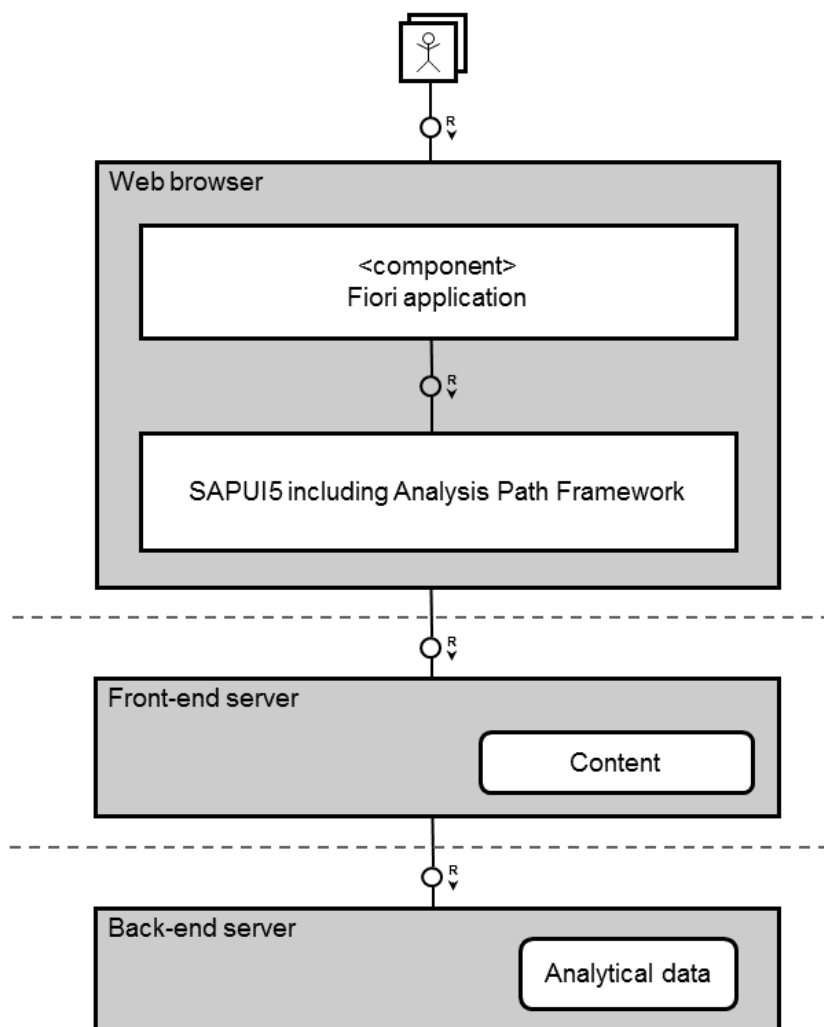 R
Web browser
<component>
Fiori application
R
SAPUI5 including Analysis Path Framework
R
Front-end server
Content
R
Back-end server
Analytical data